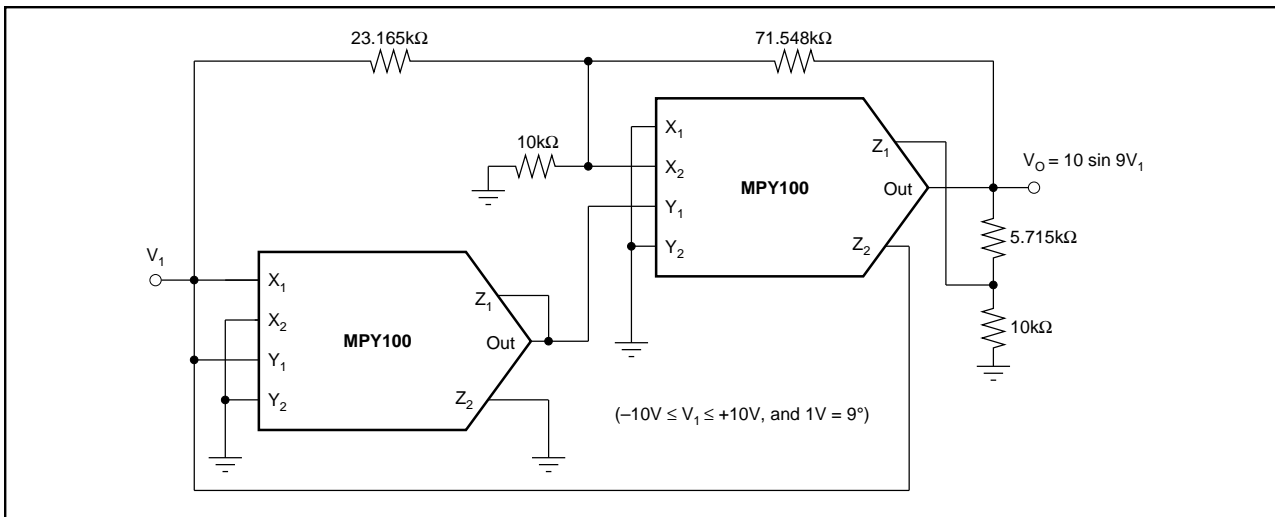 23.165kΩ
71.548kΩ
10kΩ
X1
X2
Y1
Y2
MPY100
Z1
Out
Z2
VO = 10 sin 9V1
5.715kΩ
10kΩ
V1
X1
X2
Y1
Y2
MPY100
Z1
Out
Z2
(–10V ≤ V1 ≤ +10V, and 1V = 9°)